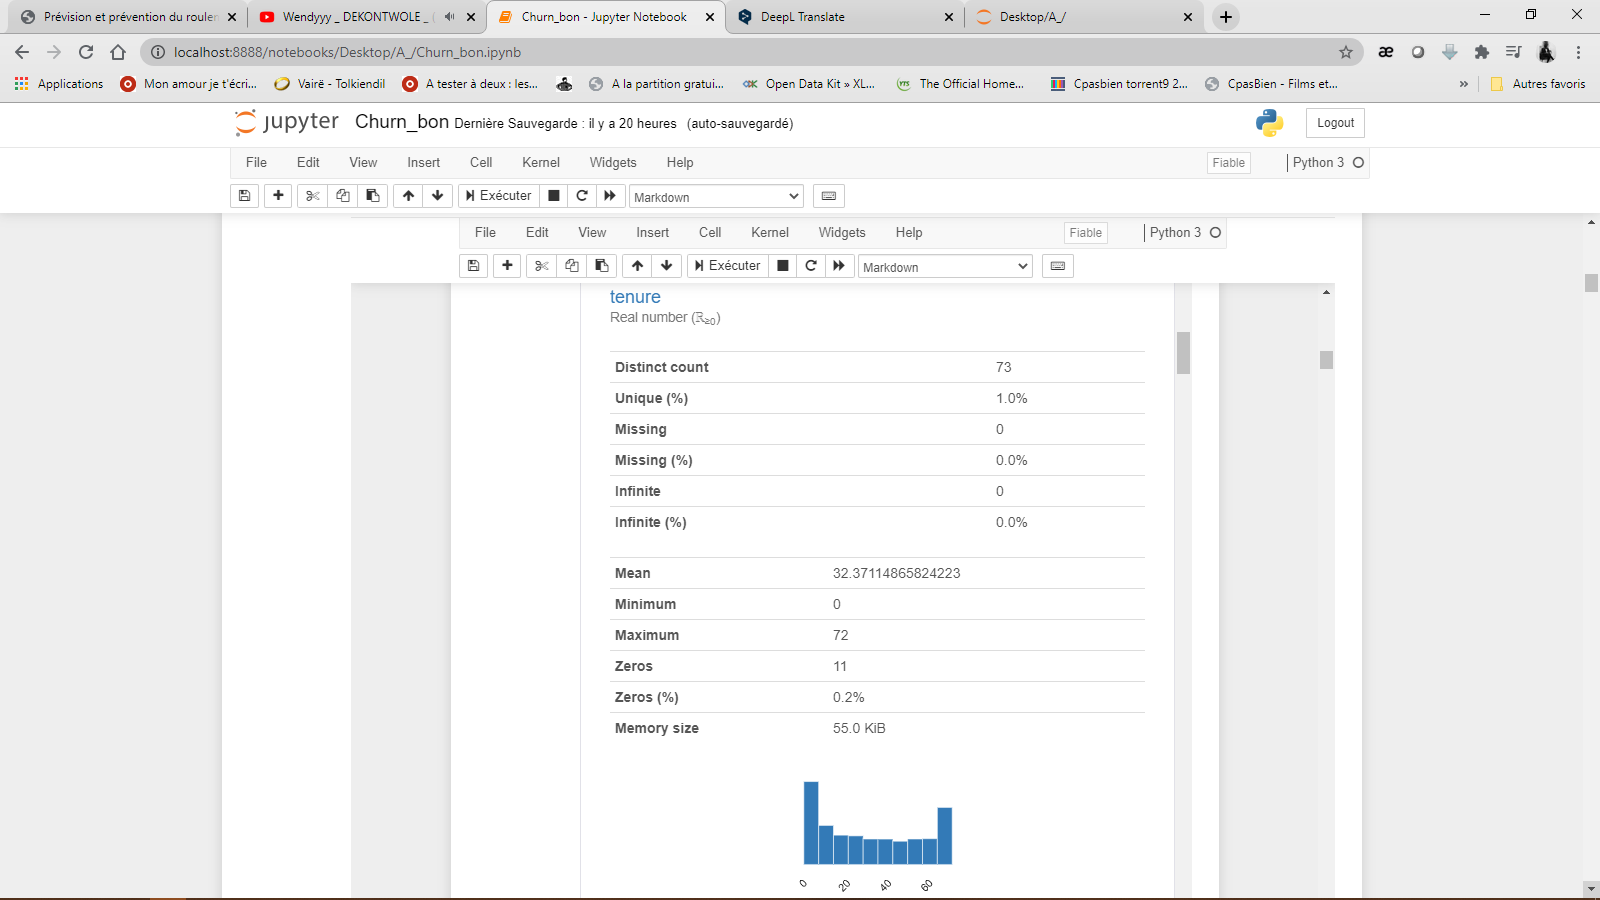 Prévision et prévention du rouler
Wendyyy _ DEKONTWOLE _ (
Churn_bon - Jupyter Notebook
DeepL Translate
Desktop/A_/
localhost:8888/notebooks/Desktop/A_/Churn_bon.ipynb
Applications
Mon amour je t'écri...
Vairë - Tolkiendil
A tester à deux : les...
A la partition gratui...
Open Data Kit » XL...
The Official Home...
Cpasbien torrent9 2...
CpasBien - Films et...
»
Autres favoris
jupyter Churn_bon Dernière Sauvegarde : il y a 20 heures (auto-sauvegardé)
Logout
File Edit View Insert Cell Kernel Widgets Help
Fiable
Python 3
Exécuter
Markdown
File Edit View Insert Cell Kernel Widgets Help
Fiable
Python 3
Exécuter
Markdown
tenure
Real number (ℝ≥0)
Distinct count 73
Unique (%) 1.0%
Missing 0
Missing (%) 0.0%
Infinite 0
Infinite (%) 0.0%
Mean 32.37114865824223
Minimum 0
Maximum 72
Zeros 11
Zeros (%) 0.2%
Memory size 55.0 KiB
0 20 40 60